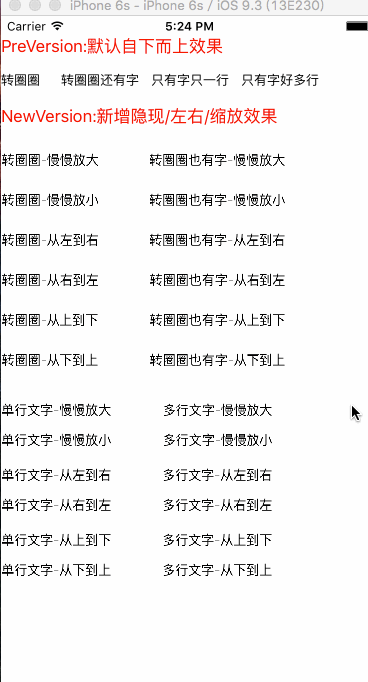 iPhone 6s - iPhone 6s / iOS 9.3 (13E230)
Carrier 5:24 PM
PreVersion:默认自下而上效果
转圈圈 转圈圈还有字 只有字只一行 只有字好多行
NewVersion:新增隐现/左右/缩放效果
转圈圈-慢慢放大 转圈圈也有字-慢慢放大
转圈圈-慢慢放小 转圈圈也有字-慢慢放小
转圈圈-从左到右 转圈圈也有字-从左到右
转圈圈-从右到左 转圈圈也有字-从右到左
转圈圈-从上到下 转圈圈也有字-从上到下
转圈圈-从下到上 转圈圈也有字-从下到上
单行文字-慢慢放大 多行文字-慢慢放大
单行文字-慢慢放小 多行文字-慢慢放小
单行文字-从左到右 多行文字-从左到右
单行文字-从右到左 多行文字-从右到左
单行文字-从上到下 多行文字-从上到下
单行文字-从下到上 多行文字-从下到上